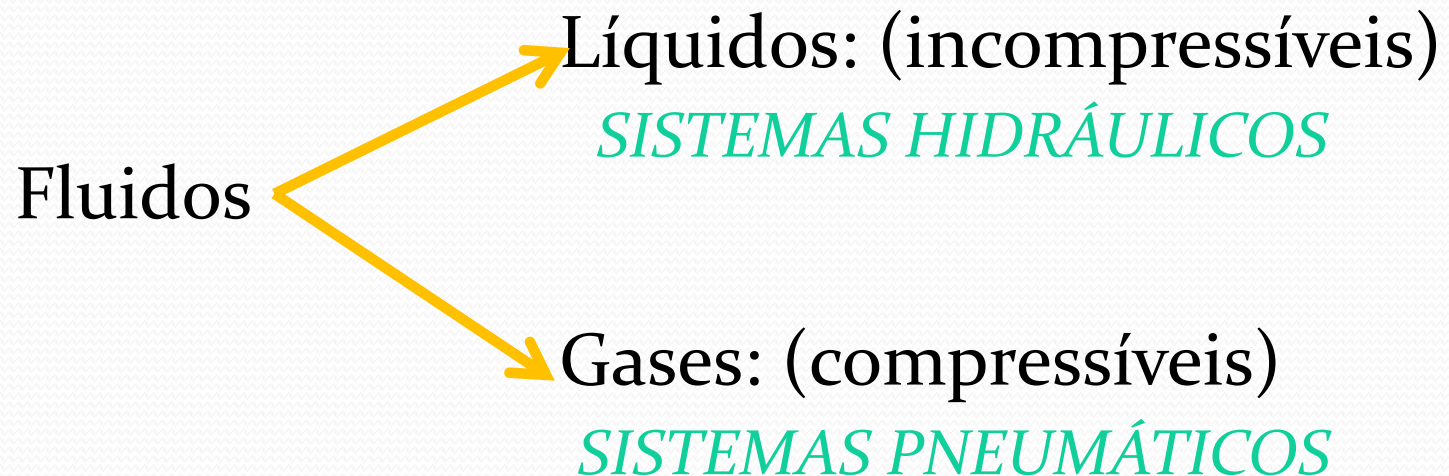 Líquidos: (incompressíveis)
SISTEMAS HIDRÁULICOS
Fluidos
Gases: (compressíveis)
SISTEMAS PNEUMÁTICOS